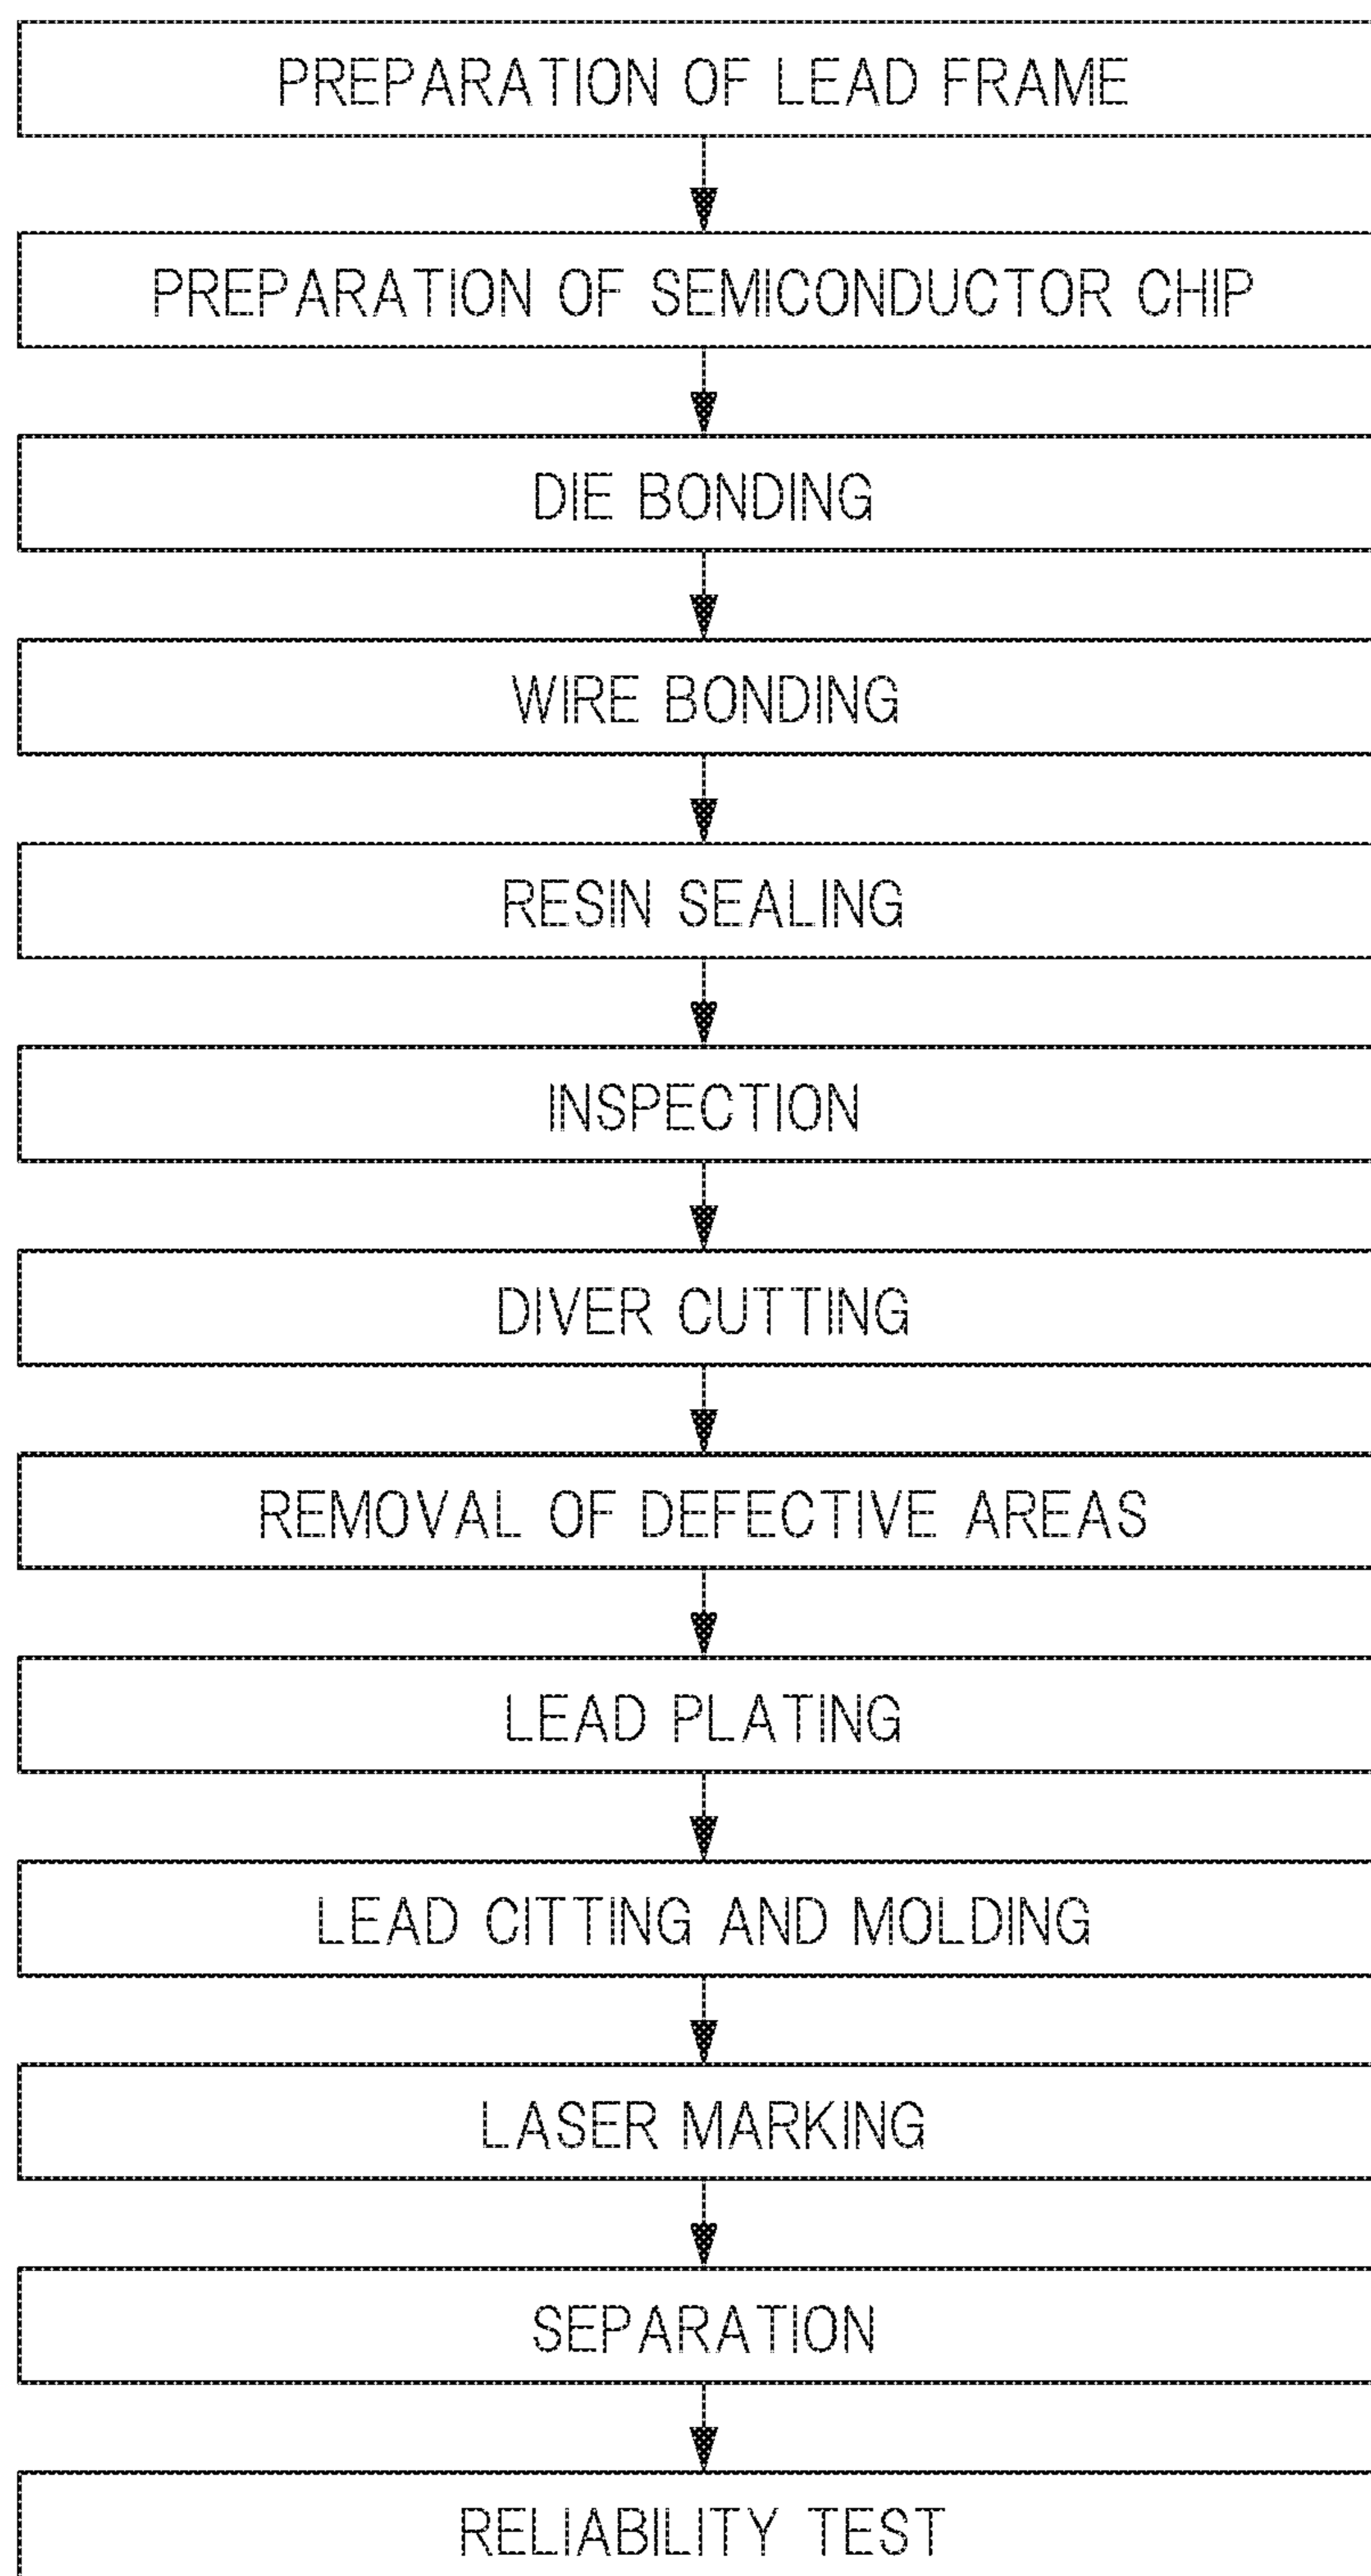 PREPARATION OF LEAD FRAME
PREPARATION OF SEMICONDUCTOR CHIP
DIE BONDING
WIRE BONDING
RESIN SEALING
INSPECTION
DIVER CUTTING
REMOVAL OF DEFECTIVE AREAS
LEAD PLATING
LEAD CITTING AND MOLDING
LASER MARKING
SEPARATION
RELIABILITY TEST